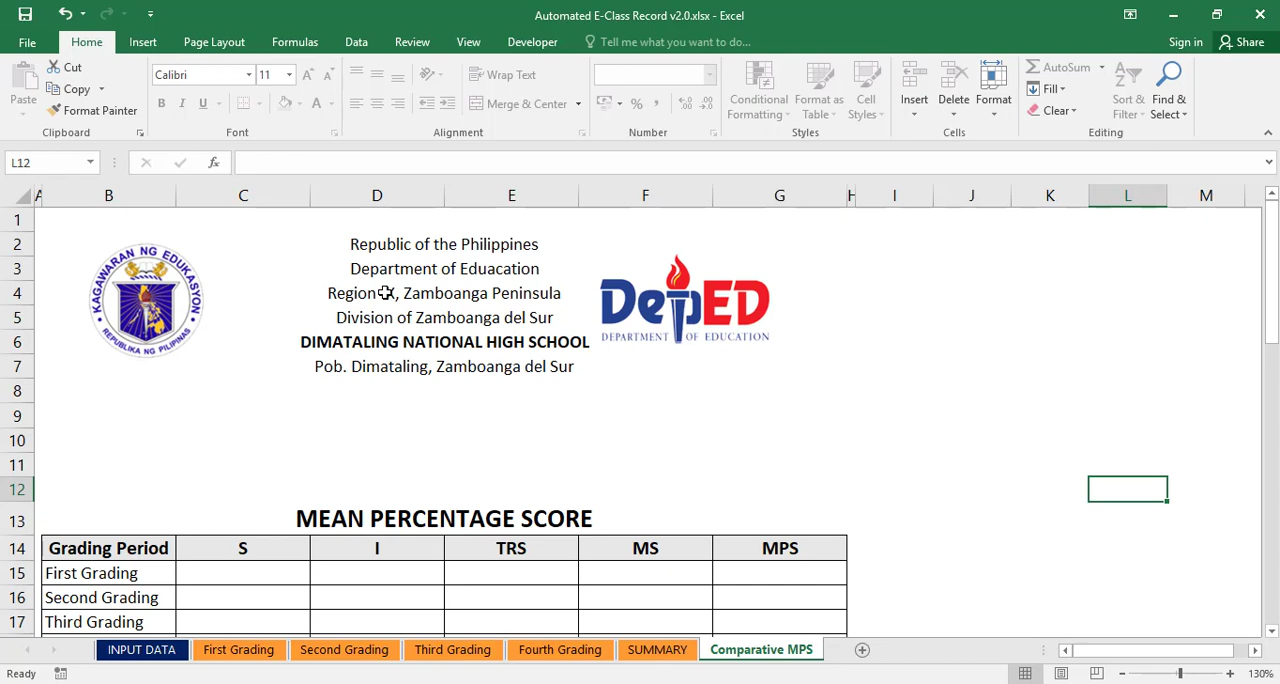 Automated E-Class Record v2.0.xlsx - Excel
File Home Insert Page Layout Formulas Data Review View Developer Tell me what you want to do... Sign in Share
Paste Cut Copy Format Painter
Calibri 11
B I U A
Wrap Text
Merge & Center
%
Conditional Formatting Format as Table Cell Styles
Insert Delete Format
AutoSum Fill Clear
Sort & Filter Find & Select
Clipboard Font Alignment Number Styles Cells Editing
L12 fx
A B C D E F G H I J K L M
1
2 Republic of the Philippines
3 Department of Eduacation
4 Region IX, Zamboanga Peninsula
5 Division of Zamboanga del Sur
6 DIMATALING NATIONAL HIGH SCHOOL
7 Pob. Dimataling, Zamboanga del Sur
KAGAWARAN NG EDUKASYON
REPUBLIKA NG PILIPINAS
DepED
DEPARTMENT OF EDUCATION
8
9
10
11
12
13 MEAN PERCENTAGE SCORE
14 Grading Period S I TRS MS MPS
15 First Grading
16 Second Grading
17 Third Grading
INPUT DATA First Grading Second Grading Third Grading Fourth Grading SUMMARY Comparative MPS
Ready 130%